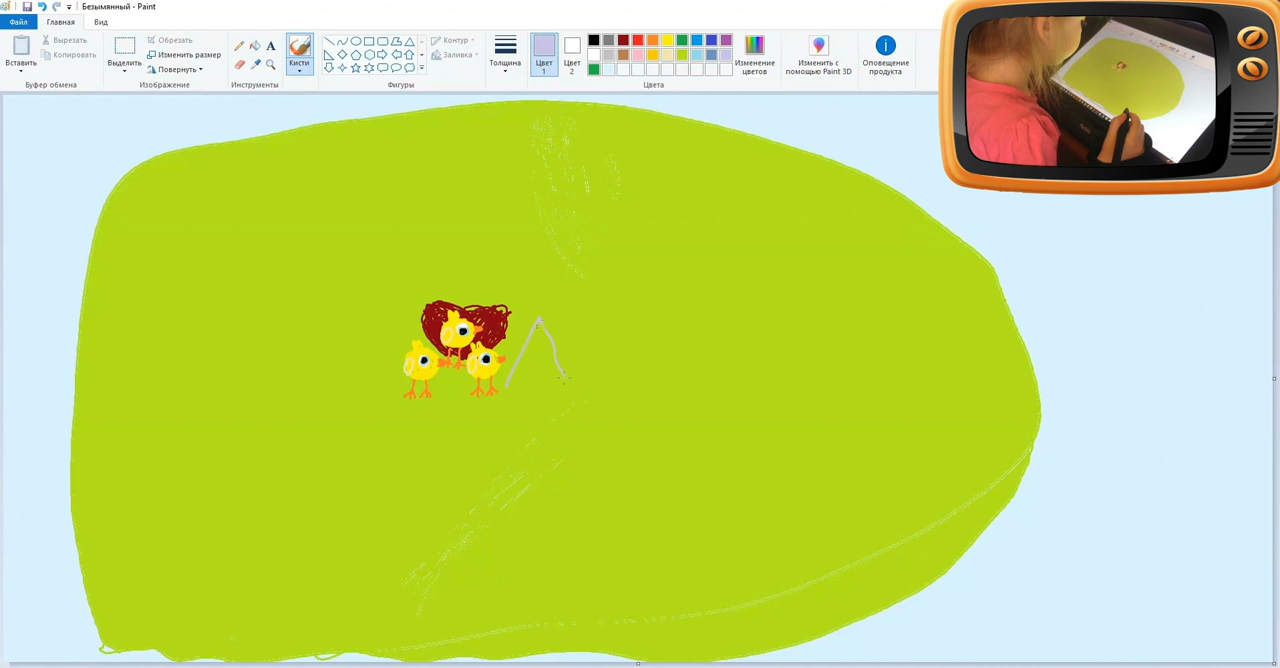 Безымянный - Paint
Файл Главная Вид
Вставить
Вырезать
Копировать
Буфер обмена
Выделить
Обрезать
Изменить размер
Повернуть
Изображение
A
Инструменты
Кисти
Контур
Заливка
Фигуры
Толщина
Цвет 1
Цвет 2
Изменение цветов
Цвета
Изменить с помощью Paint 3D
Оповещение продукта